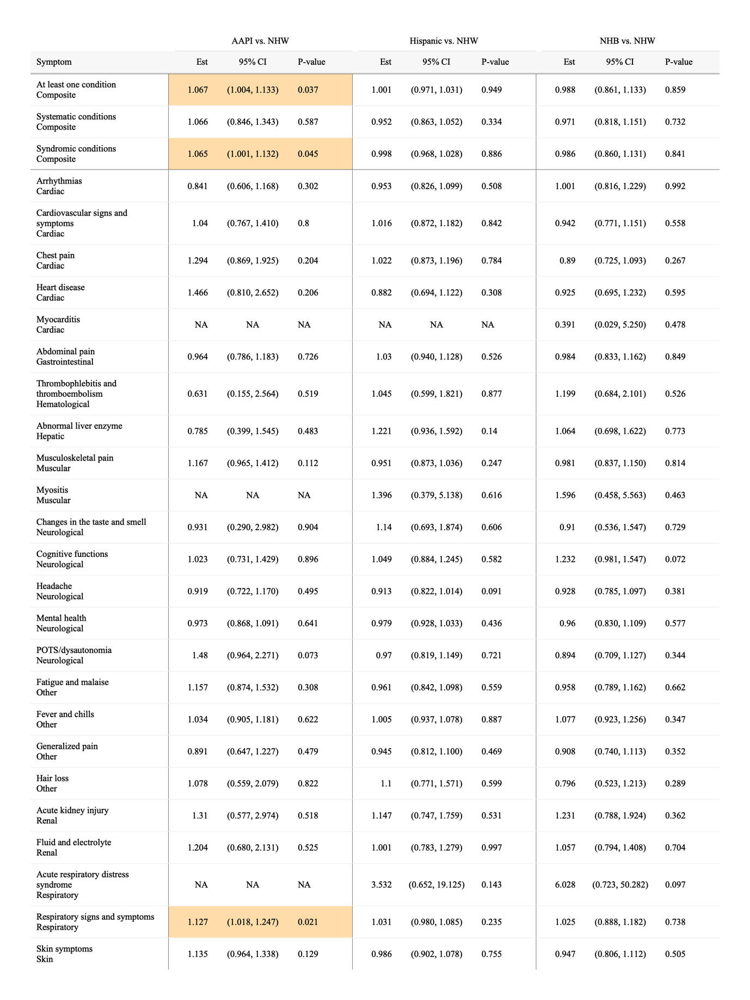 AAPI vs. NHW Hispanic vs. NHW NHB vs. NHW
Symptom Est 95% CI P-value Est 95% CI P-value Est 95% CI P-value
At least one condition
Composite
1.067 (1.004, 1.133) 0.037 1.001 (0.971, 1.031) 0.949 0.988 (0.861, 1.133) 0.859
Systematic conditions
Composite
1.066 (0.846, 1.343) 0.587 0.952 (0.863, 1.052) 0.334 0.971 (0.818, 1.151) 0.732
Syndromic conditions
Composite
1.065 (1.001, 1.132) 0.045 0.998 (0.968, 1.028) 0.886 0.986 (0.860, 1.131) 0.841
Arrhythmias
Cardiac
0.841 (0.606, 1.168) 0.302 0.953 (0.826, 1.099) 0.508 1.001 (0.816, 1.229) 0.992
Cardiovascular signs and
symptoms
Cardiac
1.04 (0.767, 1.410) 0.8 1.016 (0.872, 1.182) 0.842 0.942 (0.771, 1.151) 0.558
Chest pain
Cardiac
1.294 (0.869, 1.925) 0.204 1.022 (0.873, 1.196) 0.784 0.89 (0.725, 1.093) 0.267
Heart disease
Cardiac
1.466 (0.810, 2.652) 0.206 0.882 (0.694, 1.122) 0.308 0.925 (0.695, 1.232) 0.595
Myocarditis
Cardiac
NA NA NA NA NA NA 0.391 (0.029, 5.250) 0.478
Abdominal pain
Gastrointestinal
0.964 (0.786, 1.183) 0.726 1.03 (0.940, 1.128) 0.526 0.984 (0.833, 1.162) 0.849
Thrombophlebitis and
thromboembolism
Hematological
0.631 (0.155, 2.564) 0.519 1.045 (0.599, 1.821) 0.877 1.199 (0.684, 2.101) 0.526
Abnormal liver enzyme
Hepatic
0.785 (0.399, 1.545) 0.483 1.221 (0.936, 1.592) 0.14 1.064 (0.698, 1.622) 0.773
Musculoskeletal pain
Muscular
1.167 (0.965, 1.412) 0.112 0.951 (0.873, 1.036) 0.247 0.981 (0.837, 1.150) 0.814
Myositis
Muscular
NA NA NA 1.396 (0.379, 5.138) 0.616 1.596 (0.458, 5.563) 0.463
Changes in the taste and smell
Neurological
0.931 (0.290, 2.982) 0.904 1.14 (0.693, 1.874) 0.606 0.91 (0.536, 1.547) 0.729
Cognitive functions
Neurological
1.023 (0.731, 1.429) 0.896 1.049 (0.884, 1.245) 0.582 1.232 (0.981, 1.547) 0.072
Headache
Neurological
0.919 (0.722, 1.170) 0.495 0.913 (0.822, 1.014) 0.091 0.928 (0.785, 1.097) 0.381
Mental health
Neurological
0.973 (0.868, 1.091) 0.641 0.979 (0.928, 1.033) 0.436 0.96 (0.830, 1.109) 0.577
POTS/dysautonomia
Neurological
1.48 (0.964, 2.271) 0.073 0.97 (0.819, 1.149) 0.721 0.894 (0.709, 1.127) 0.344
Fatigue and malaise
Other
1.157 (0.874, 1.532) 0.308 0.961 (0.842, 1.098) 0.559 0.958 (0.789, 1.162) 0.662
Fever and chills
Other
1.034 (0.905, 1.181) 0.622 1.005 (0.937, 1.078) 0.887 1.077 (0.923, 1.256) 0.347
Generalized pain
Other
0.891 (0.647, 1.227) 0.479 0.945 (0.812, 1.100) 0.469 0.908 (0.740, 1.113) 0.352
Hair loss
Other
1.078 (0.559, 2.079) 0.822 1.1 (0.771, 1.571) 0.599 0.796 (0.523, 1.213) 0.289
Acute kidney injury
Renal
1.31 (0.577, 2.974) 0.518 1.147 (0.747, 1.759) 0.531 1.231 (0.788, 1.924) 0.362
Fluid and electrolyte
Renal
1.204 (0.680, 2.131) 0.525 1.001 (0.783, 1.279) 0.997 1.057 (0.794, 1.408) 0.704
Acute respiratory distress
syndrome
Respiratory
NA NA NA 3.532 (0.652, 19.125) 0.143 6.028 (0.723, 50.282) 0.097
Respiratory signs and symptoms
Respiratory
1.127 (1.018, 1.247) 0.021 1.031 (0.980, 1.085) 0.235 1.025 (0.888, 1.182) 0.738
Skin symptoms
Skin
1.135 (0.964, 1.338) 0.129 0.986 (0.902, 1.078) 0.755 0.947 (0.806, 1.112) 0.505